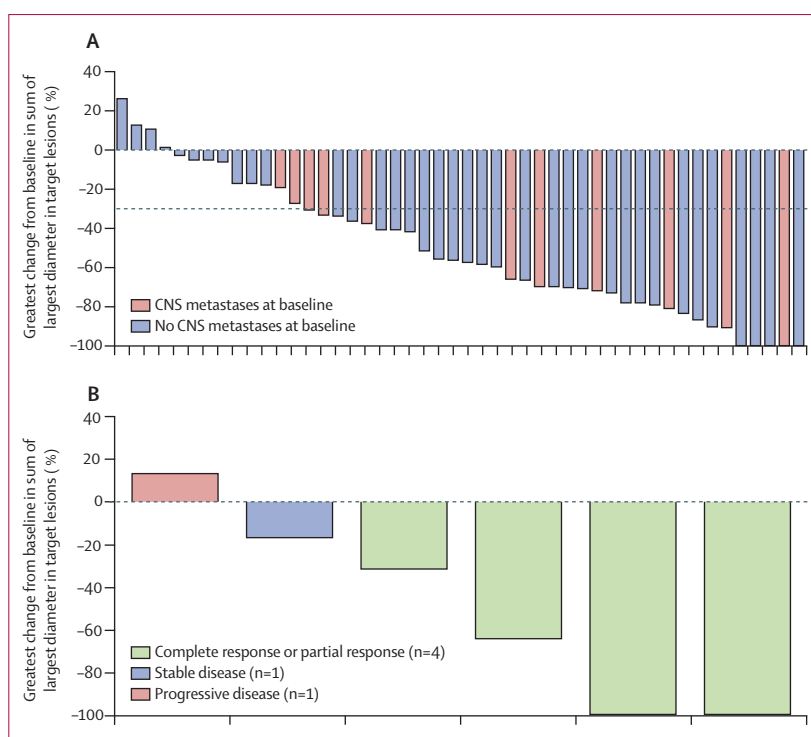 A
Greatest change from baseline in sum of
largest diameter in target lesions (%)
40
20
0
–20
–40
–60
–80
–100
CNS metastases at baseline
No CNS metastases at baseline
B
Greatest change from baseline in sum of
largest diameter in target lesions (%)
40
20
0
–20
–40
–60
–80
–100
Complete response or partial response (n=4)
Stable disease (n=1)
Progressive disease (n=1)